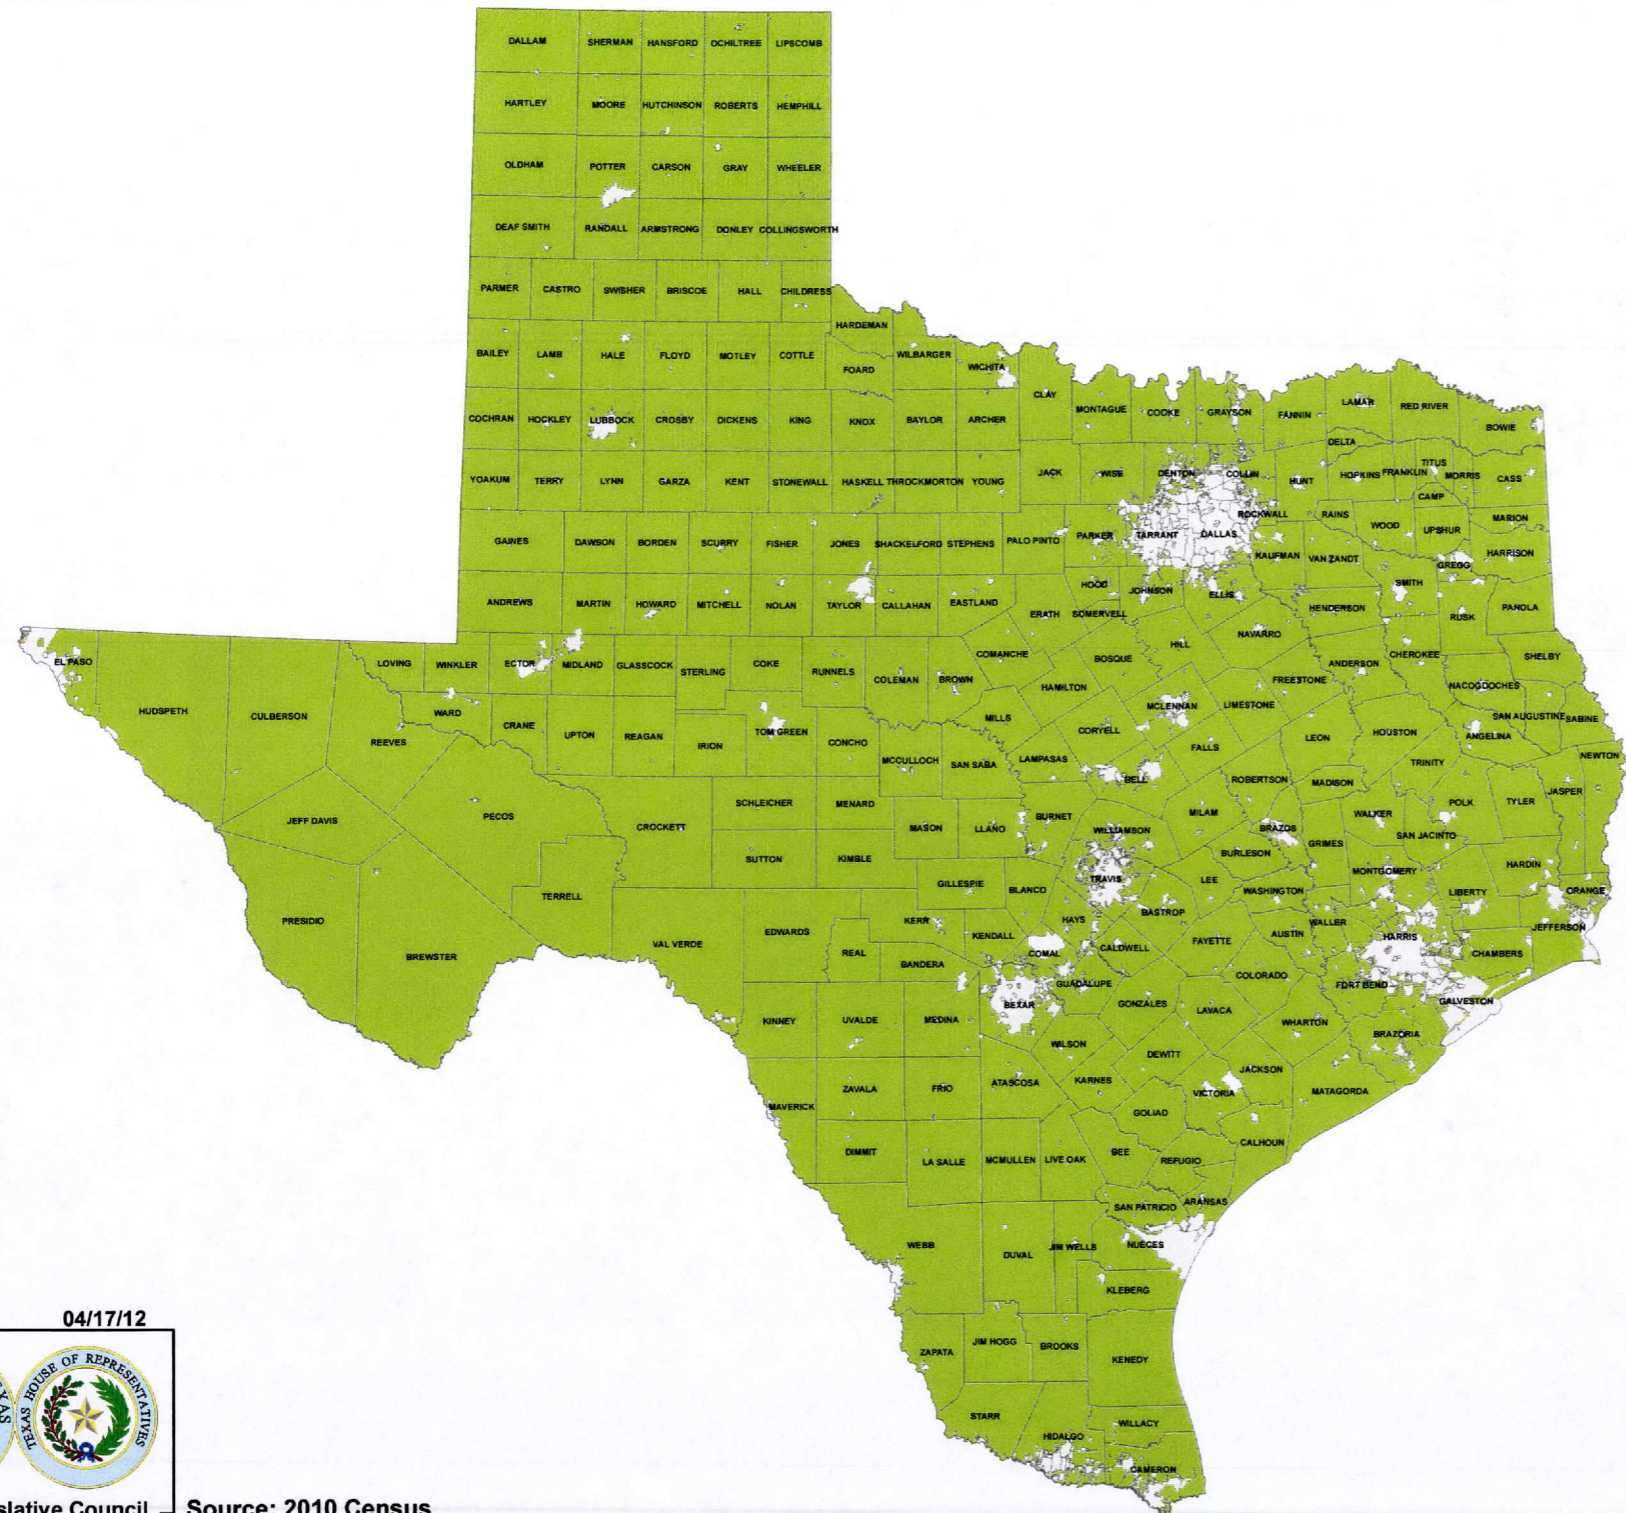 DALLAM SHERMAN HANSFORD OCHILTREE LIPSCOMB
HARTLEY MOORE HUTCHINSON ROBERTS HEMPHILL
OLDHAM POTTER CARSON GRAY WHEELER
DEAF SMITH RANDALL ARMSTRONG DONLEY COLLINGSWORTH
PARMER CASTRO SWISHER BRISCOE HALL CHILDRESS
HARDEMAN
BAILEY LAMB HALE FLOYD MOTLEY COTTLE FOARD WILBARGER WICHITA
CLAY
COCHRAN HOCKLEY LUBBOCK CROSBY DICKENS KING KNOX BAYLOR ARCHER MONTAGUE COOKE GRAYSON FANNIN LAMAR RED RIVER BOWIE
DELTA
YOAKUM TERRY LYNN GARZA KENT STONEWALL HASKELL THROCKMORTON YOUNG JACK WISE DENTON COLLIN HUNT HOPKINS FRANKLIN TITUS MORRIS CASS
CAMP
ROCKWALL RAINS WOOD UPSHUR MARION
GAINES DAWSON BORDEN SCURRY FISHER JONES SHACKELFORD STEPHENS PALO PINTO PARKER TARRANT DALLAS KAUFMAN VAN ZANDT GREGG HARRISON
SMITH
ANDREWS MARTIN HOWARD MITCHELL NOLAN TAYLOR CALLAHAN EASTLAND ERATH HOOD SOMERVELL JOHNSON ELLIS HENDERSON RUSK PANOLA
NAVARRO
EL PASO LOVING WINKLER ECTOR MIDLAND GLASSCOCK STERLING COKE RUNNELS COLEMAN BROWN COMANCHE BOSQUE HILL ANDERSON CHEROKEE SHELBY
HAMILTON FREESTONE NACOGDOCHES
HUDSPETH CULBERSON WARD CRANE MILLS MCLENNAN LIMESTONE SAN AUGUSTINE SABINE
REEVES UPTON REAGAN IRION TOM GREEN CONCHO CORYELL LEON HOUSTON ANGELINA
MCCULLOCH SAN SABA LAMPASAS FALLS TRINITY NEWTON
BELL ROBERTSON MADISON
JEFF DAVIS PECOS CROCKETT SCHLEICHER MENARD MASON LLANO BURNET WILLIAMSON MILAM BRAZOS WALKER POLK TYLER JASPER
GRIMES SAN JACINTO
SUTTON KIMBLE BURLESON
GILLESPIE BLANCO TRAVIS LEE WASHINGTON MONTGOMERY LIBERTY HARDIN ORANGE
PRESIDIO TERRELL
BREWSTER VAL VERDE EDWARDS REAL KERR KENDALL HAYS BASTROP FAYETTE AUSTIN WALLER HARRIS JEFFERSON
BANDERA COMAL CALDWELL CHAMBERS
GUADALUPE COLORADO FORT BEND
KINNEY UVALDE MEDINA BEXAR GONZALES LAVACA WHARTON GALVESTON
WILSON DEWITT BRAZORIA
MAVERICK ZAVALA FRIO ATASCOSA KARNES VICTORIA JACKSON MATAGORDA
GOLIAD
DIMMIT LA SALLE MCMULLEN LIVE OAK BEE REFUGIO CALHOUN
SAN PATRICIO ARANSAS
WEBB DUVAL JIM WELLS NUECES
KLEBERG
ZAPATA JIM HOGG BROOKS KENEDY
STARR HIDALGO WILLACY
CAMERON
04/17/12
TEXAS HOUSE OF REPRESENTATIVES
Council
Source: 2010 Census